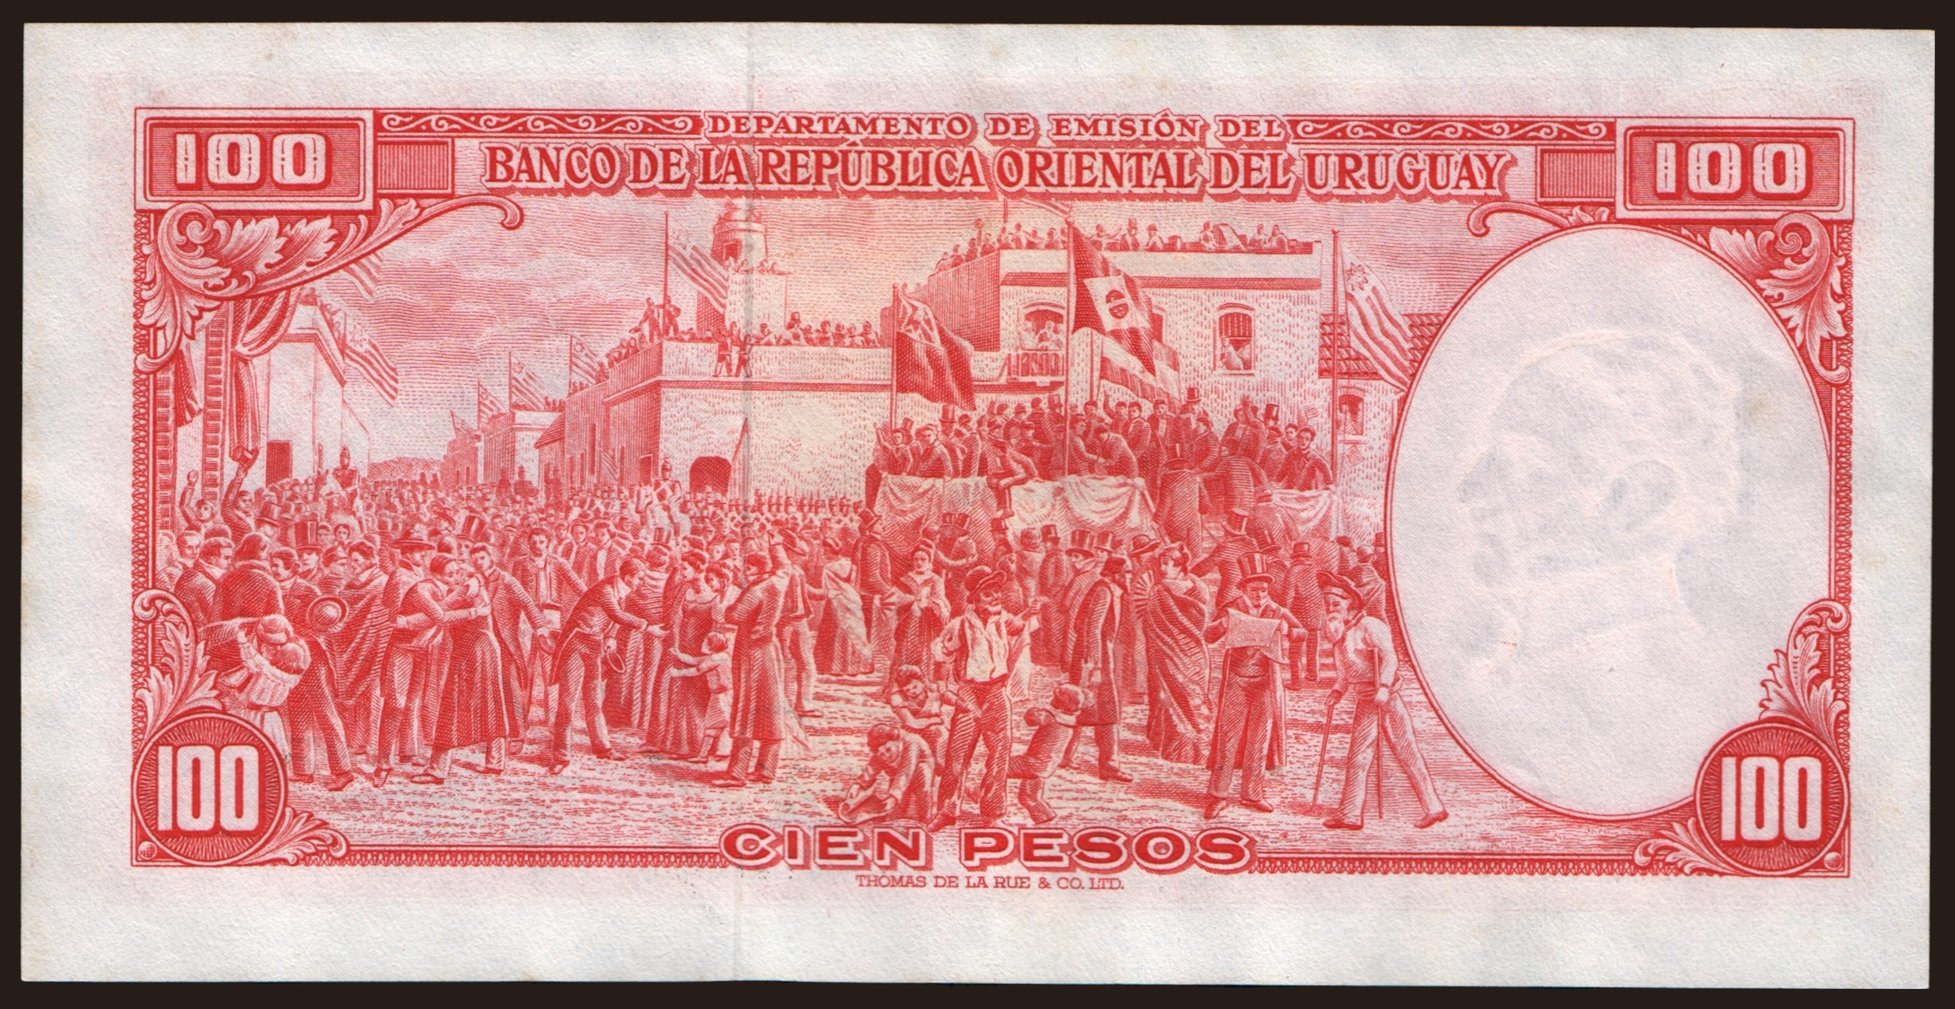 100 DEPARTAMENTO DE EMISIÓN DEL 100
BANCO DE LA REPÚBLICA ORIENTAL DEL URUGUAY
100 CIEN PESOS 100
THOMAS DE LA RUE & CO. LTD.